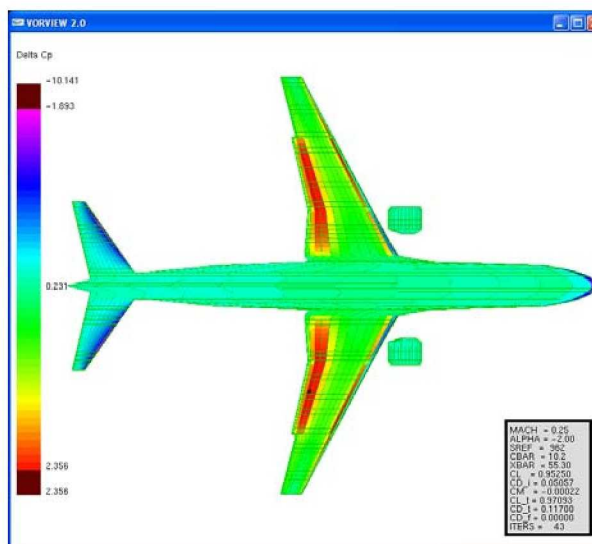 VORVIEW 2.0
Delta Cp
-10.141
-1.893
0.231
2.356
2.356
MACH = 0.25
ALPHA = -2.00
SREF = 962
CBAR = 10.2
XBAR = 55.30
CL = 0.95250
CD_i = 0.05057
CM = -0.00022
CL_t = 0.97093
CD_t = 0.11700
CD_f = 0.00000
ITERS = 43